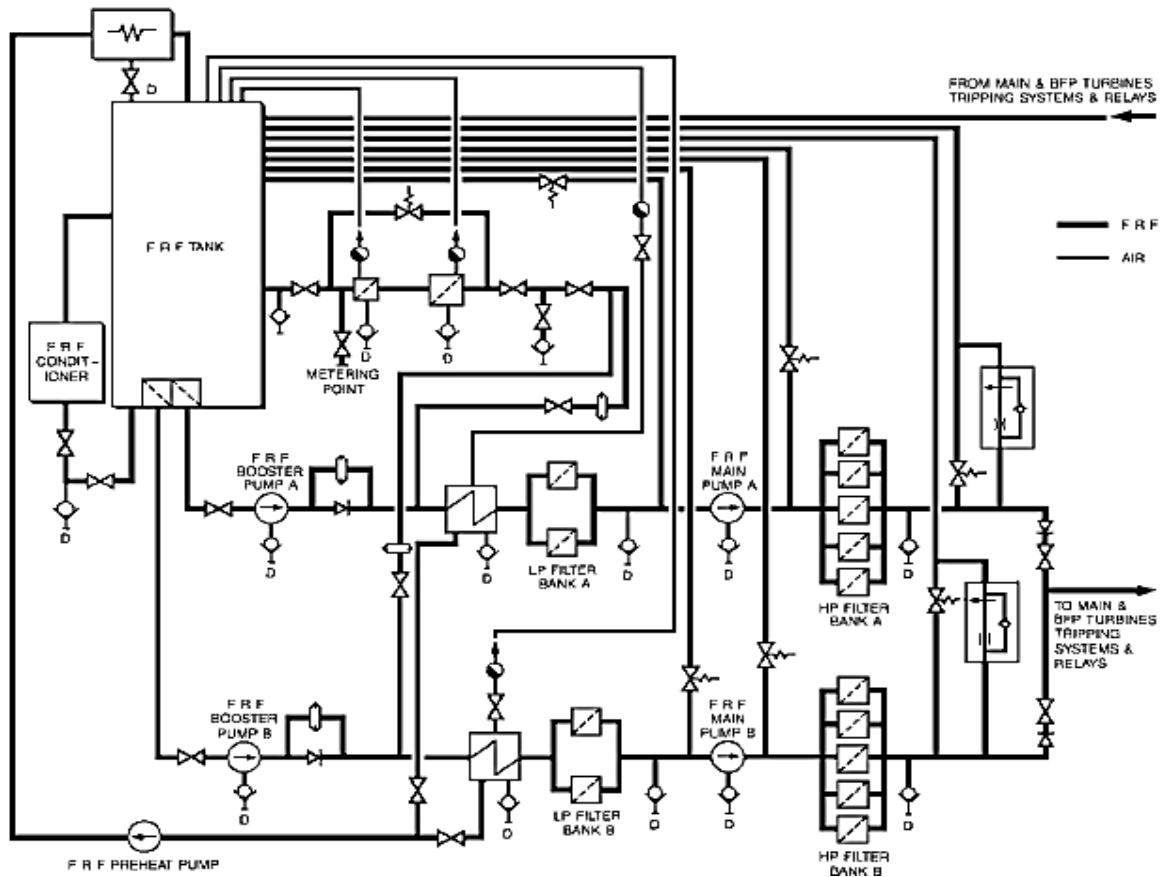 D
FROM MAIN & BFP TURBINES
TRIPPING SYSTEMS & RELAYS
F R F
AIR
F R F TANK
F R F
CONDIT-
IONER
D
METERING
POINT
D
D
F R F
BOOSTER
PUMP A
D
D
LP FILTER
BANK A
D
F R F
MAIN
PUMP A
D
HP FILTER
BANK A
D
TO MAIN &
BFP TURBINES
TRIPPING
SYSTEMS &
RELAYS
F R F
BOOSTER
PUMP B
D
D
LP FILTER
BANK B
D
F R F
MAIN
PUMP B
D
HP FILTER
BANK B
D
F R F PREHEAT PUMP